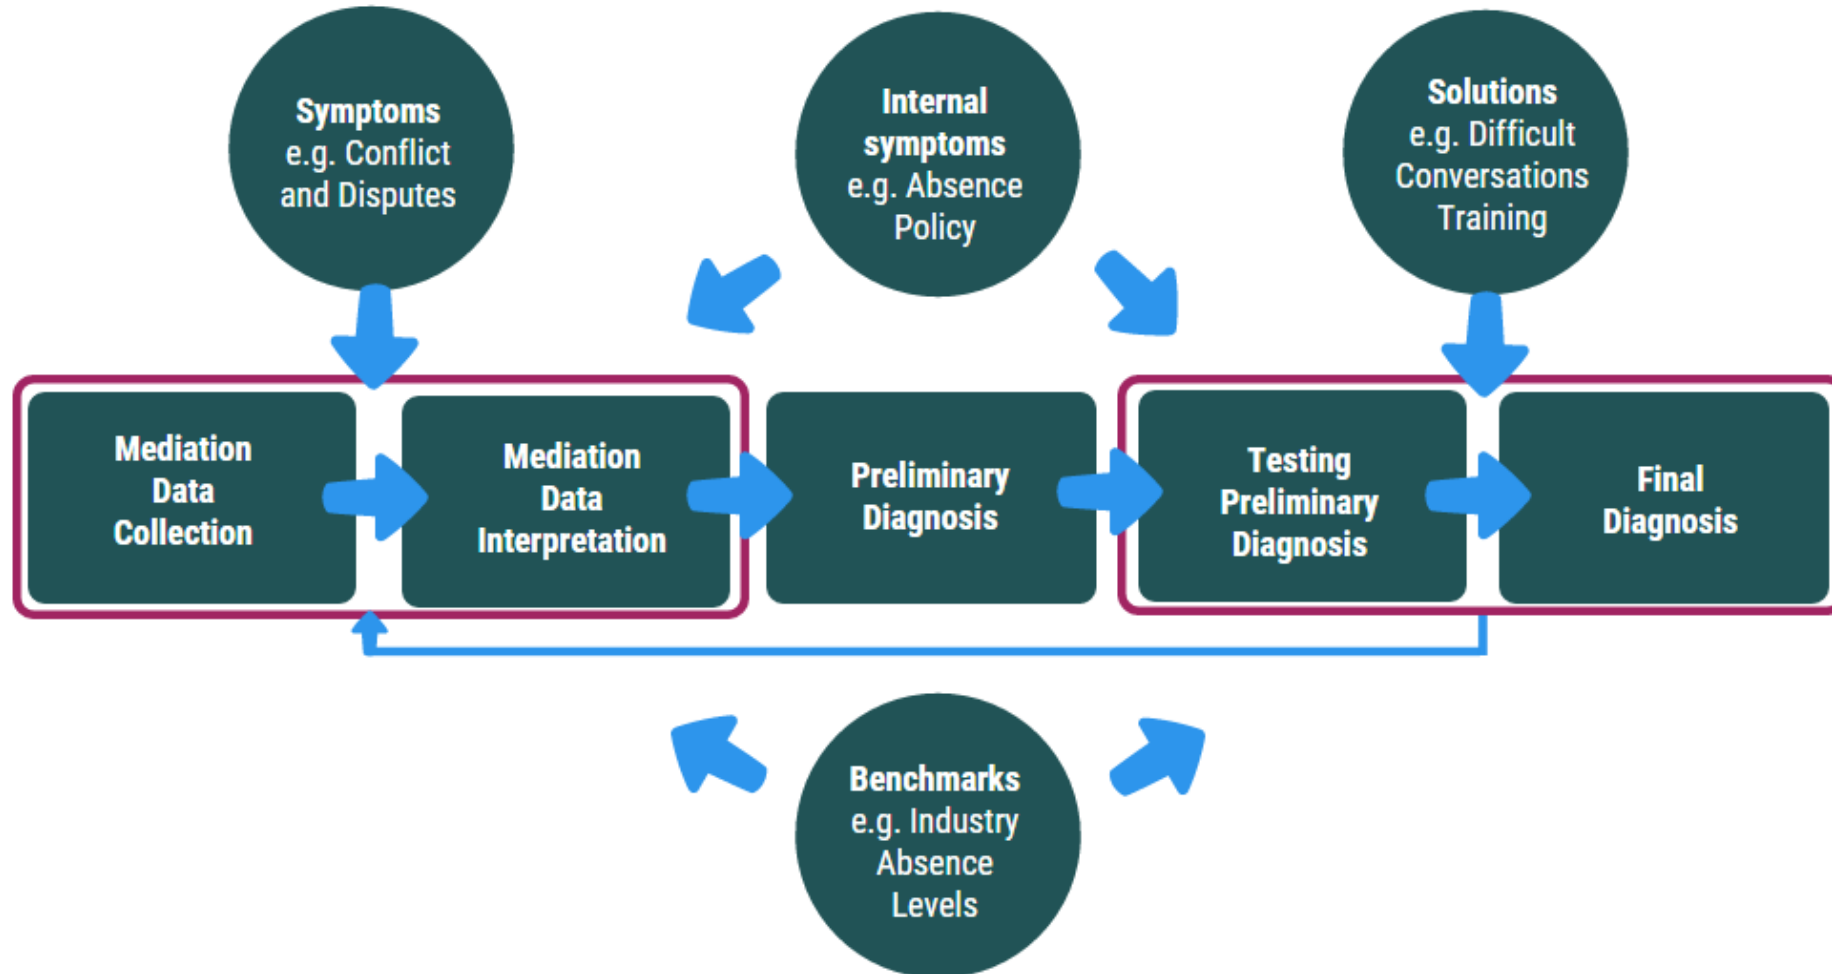 Symptoms
e.g. Conflict
and Disputes
Internal
symptoms
e.g. Absence
Policy
Solutions
e.g. Difficult
Conversations
Training
Mediation
Data
Collection
Mediation
Data
Interpretation
Preliminary
Diagnosis
Testing
Preliminary
Diagnosis
Final
Diagnosis
Benchmarks
e.g. Industry
Absence
Levels